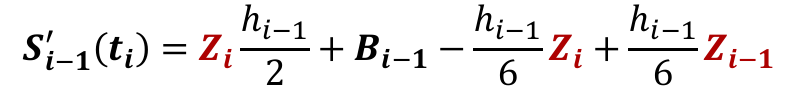 S′ᵢ₋₁(tᵢ) = Zᵢ hᵢ₋₁/2 + Bᵢ₋₁ − hᵢ₋₁/6 Zᵢ + hᵢ₋₁/6 Zᵢ₋₁